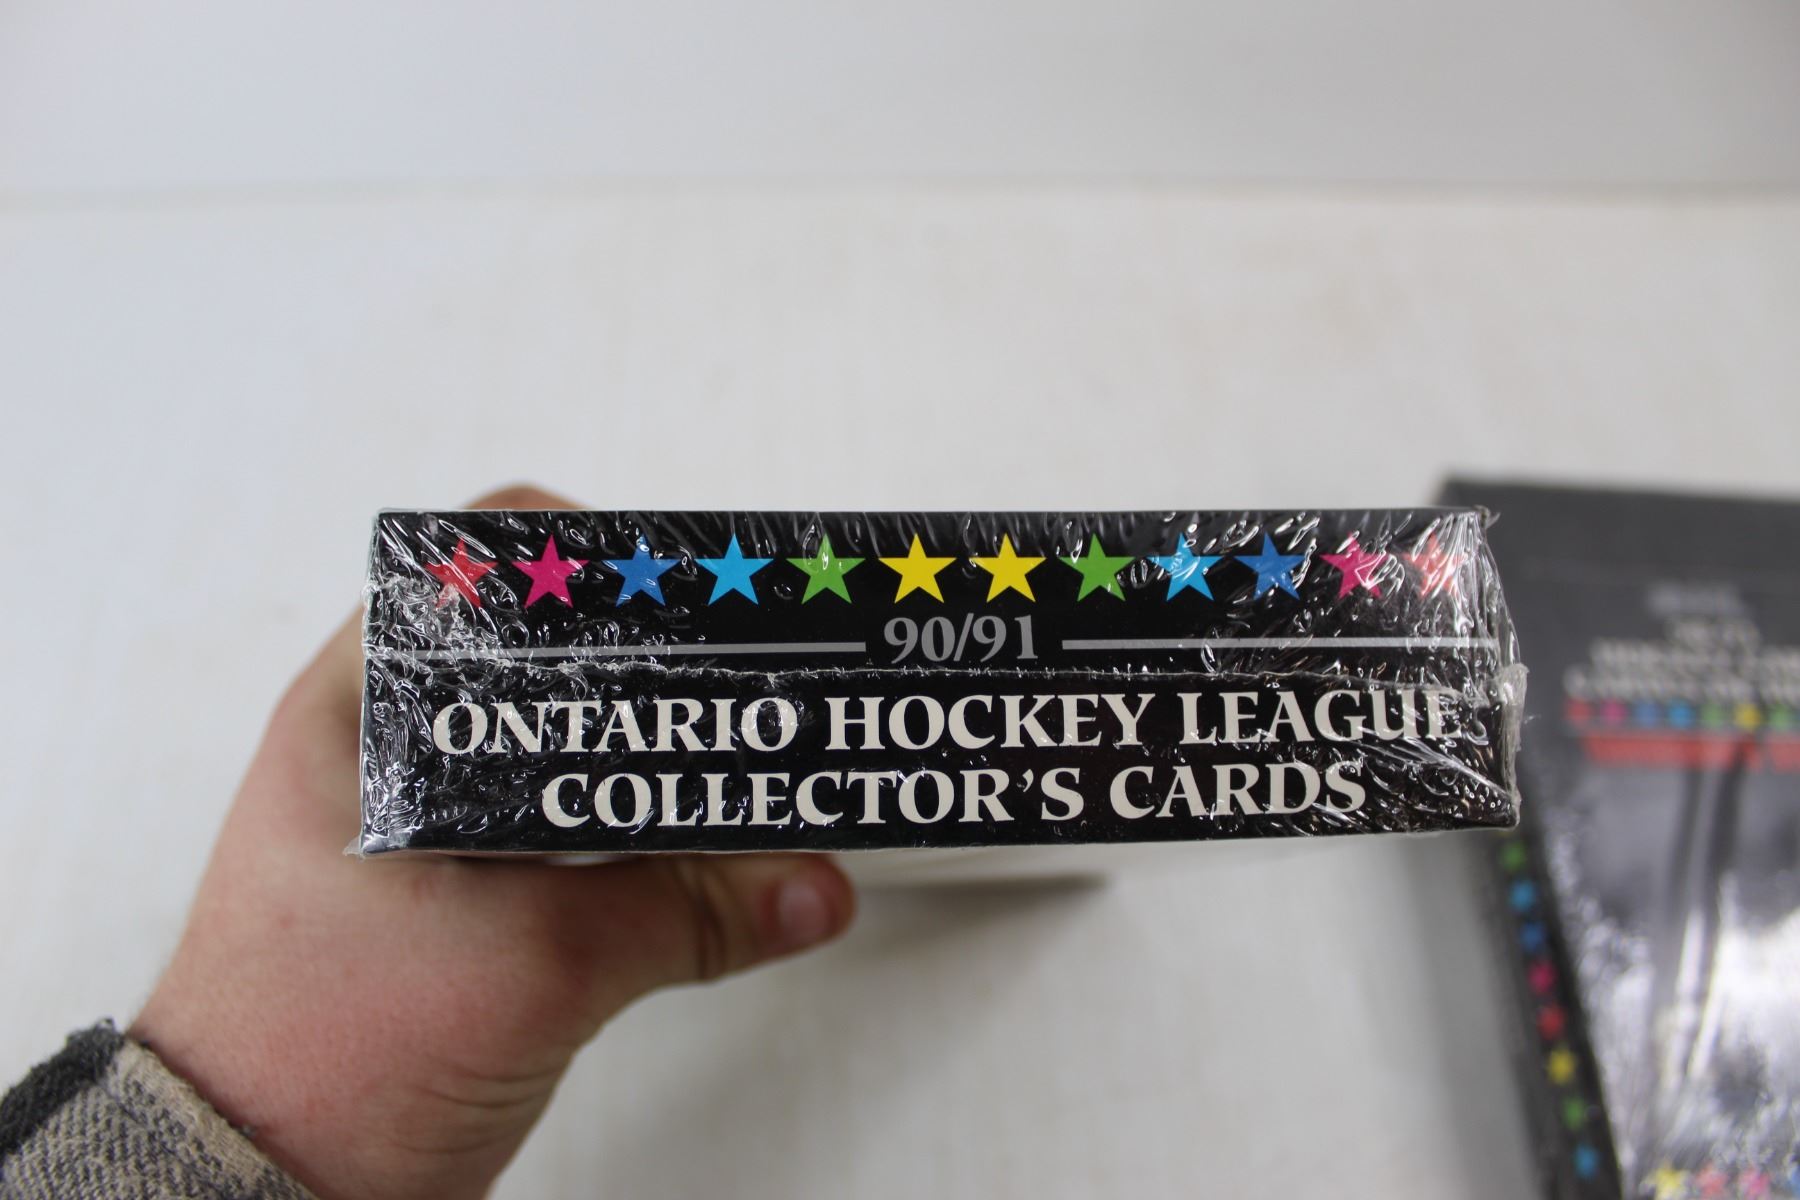 90/91
ONTARIO HOCKEY LEAGUE
COLLECTOR'S CARDS